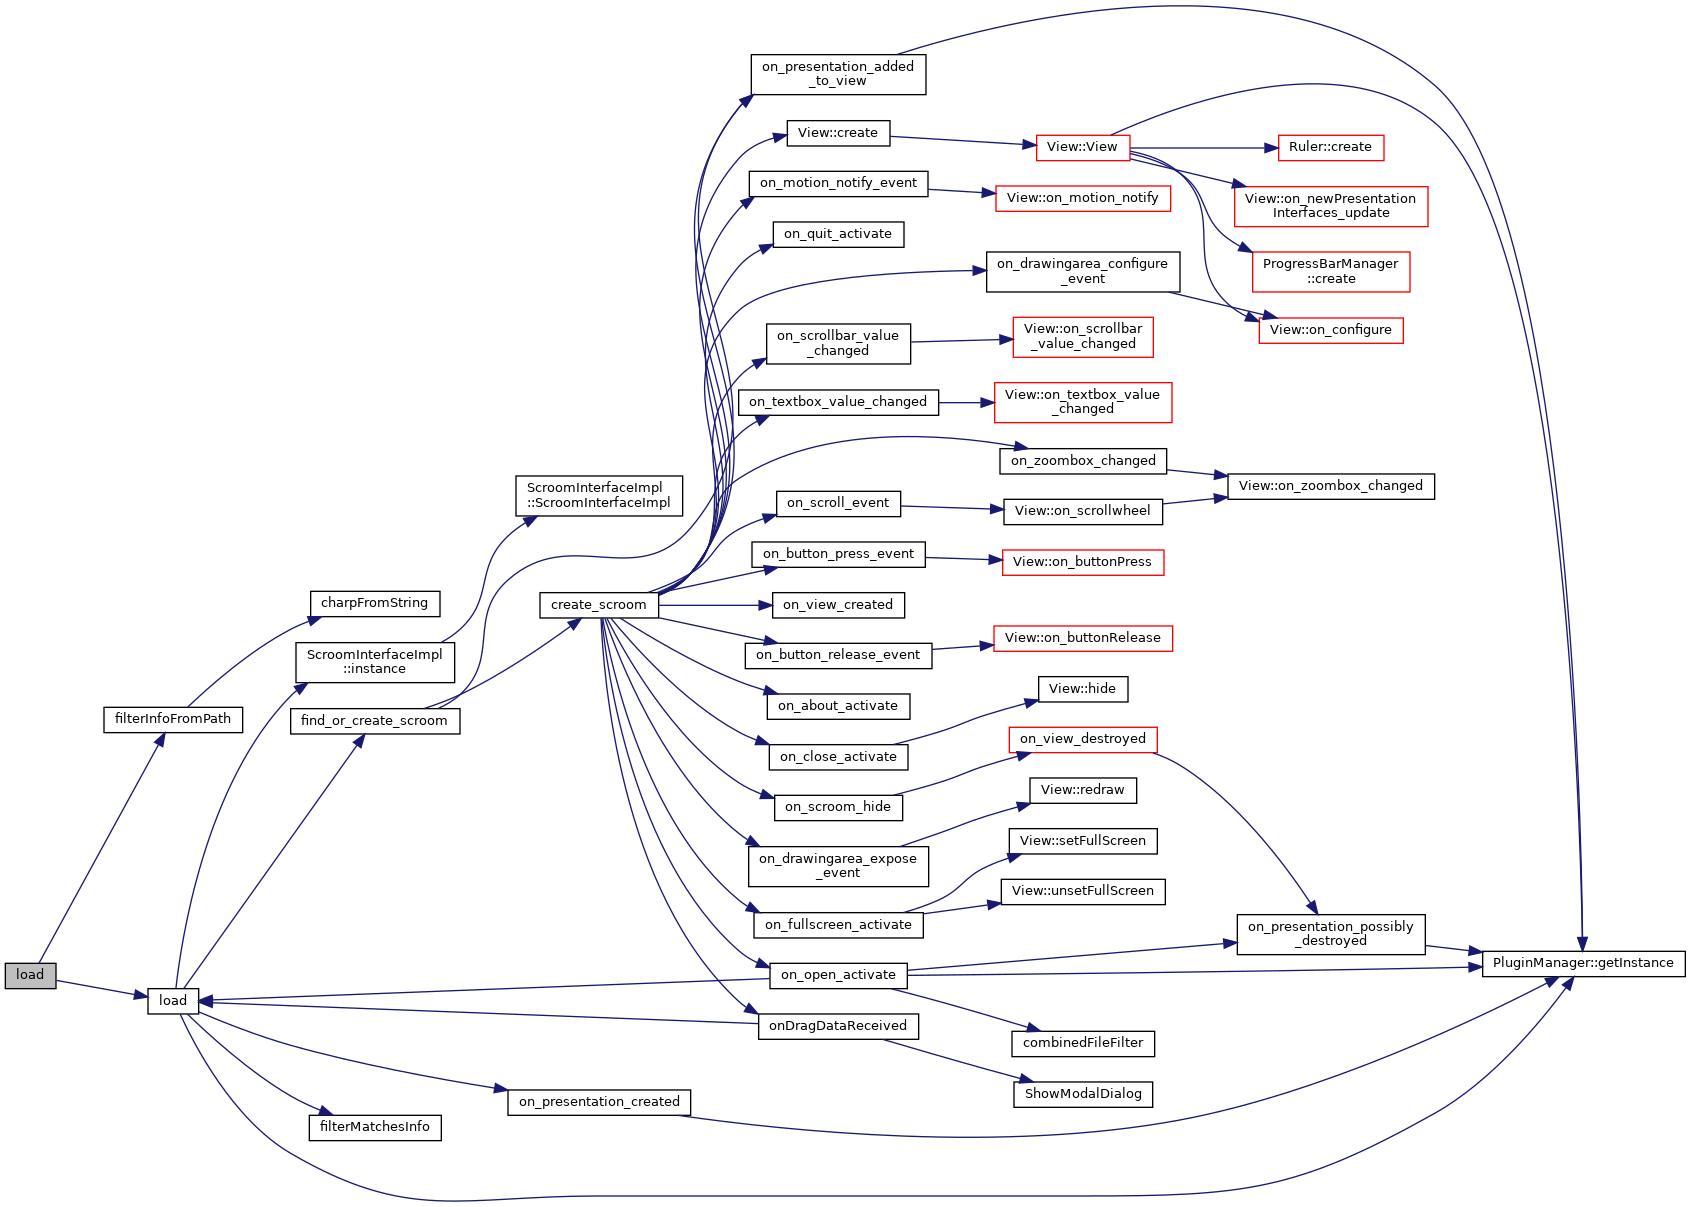 load
filterInfoFromPath
load
charpFromString
ScroomInterfaceImpl
::instance
find_or_create_scroom
filterMatchesInfo
ScroomInterfaceImpl
::ScroomInterfaceImpl
create_scroom
on_presentation_created
on_presentation_added
_to_view
View::create
on_motion_notify_event
on_quit_activate
on_scrollbar_value
_changed
on_textbox_value_changed
on_scroll_event
on_button_press_event
on_view_created
on_button_release_event
on_about_activate
on_close_activate
on_scroom_hide
on_drawingarea_expose
_event
on_fullscreen_activate
on_open_activate
onDragDataReceived
View::View
View::on_motion_notify
on_drawingarea_configure
_event
View::on_scrollbar
_value_changed
View::on_textbox_value
_changed
on_zoombox_changed
View::on_scrollwheel
View::on_buttonPress
View::on_buttonRelease
View::hide
on_view_destroyed
View::redraw
View::setFullScreen
View::unsetFullScreen
combinedFileFilter
ShowModalDialog
Ruler::create
View::on_newPresentation
Interfaces_update
ProgressBarManager
::create
View::on_configure
View::on_zoombox_changed
on_presentation_possibly
_destroyed
PluginManager::getInstance